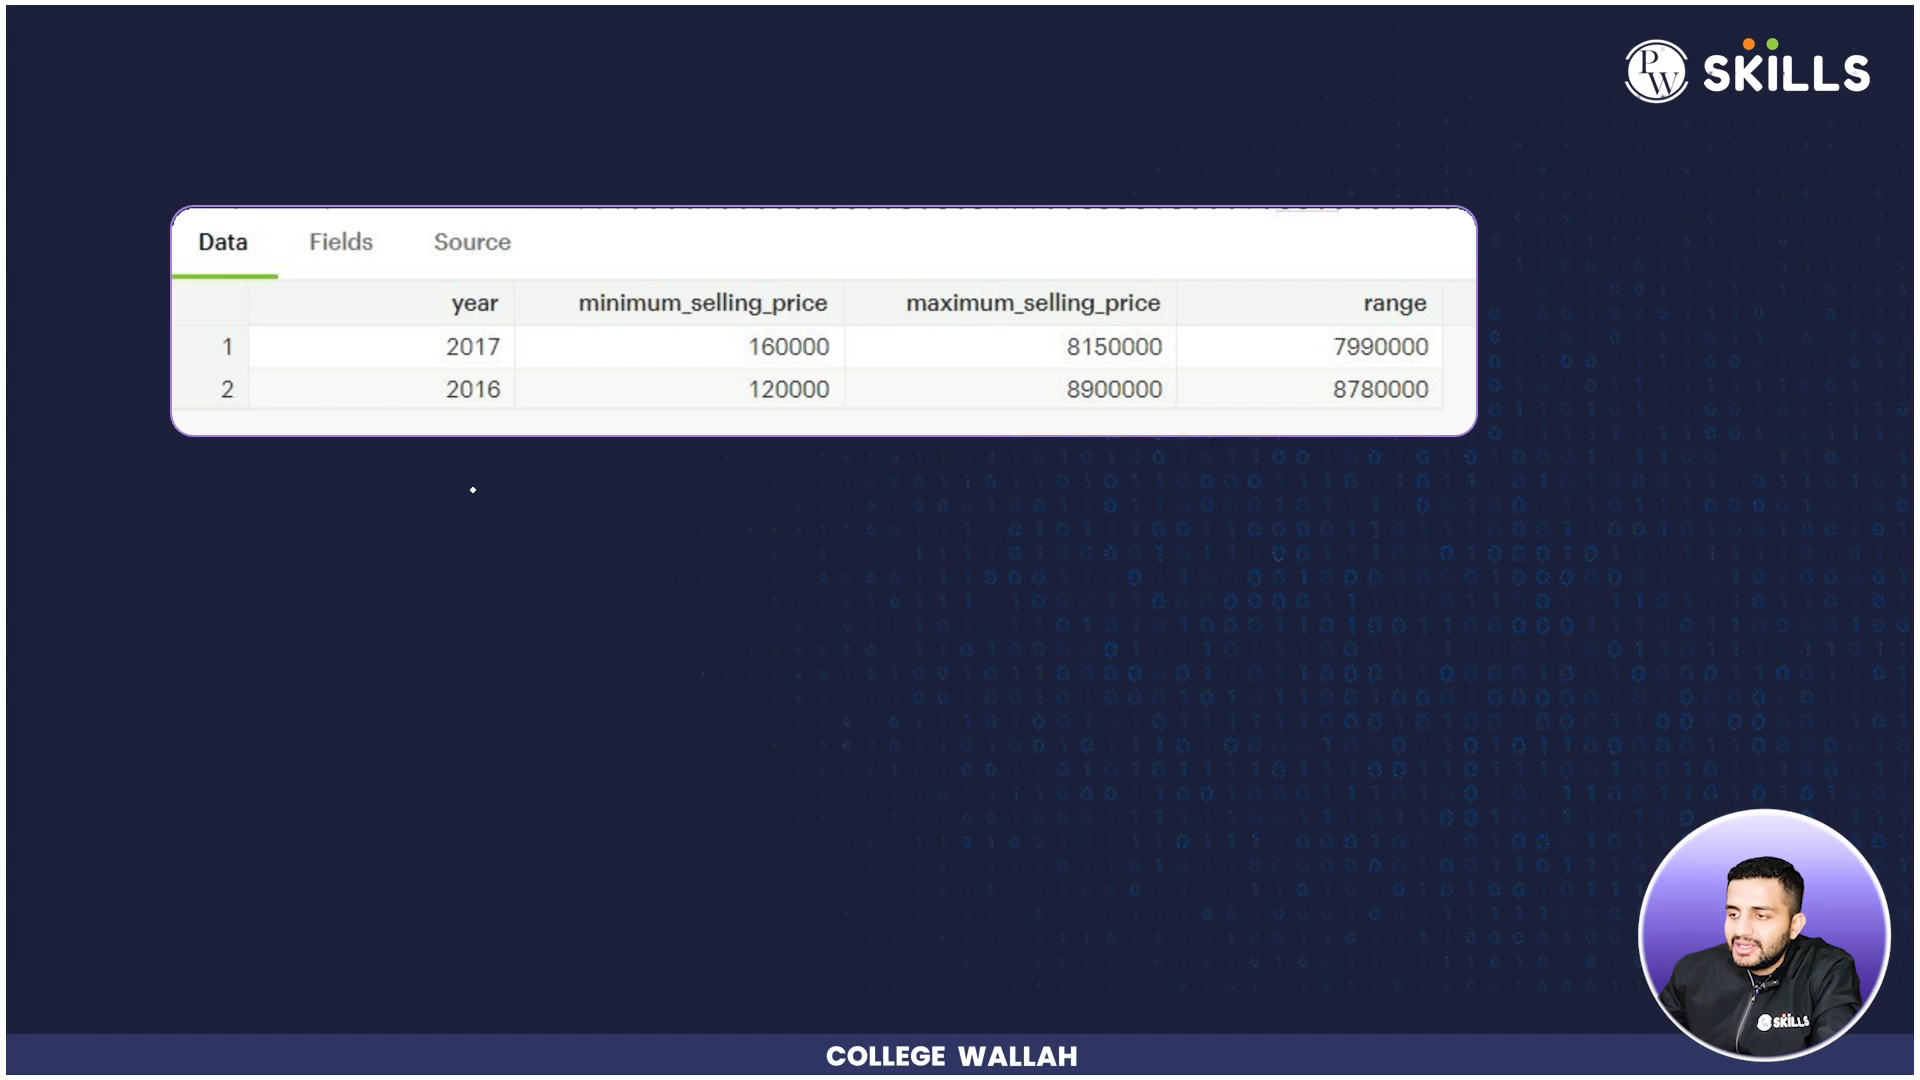 PW SKILLS
Data Fields Source
year minimum_selling_price maximum_selling_price range
1 2017 160000 8150000 7990000
2 2016 120000 8900000 8780000
SKILLS
COLLEGE WALLAH